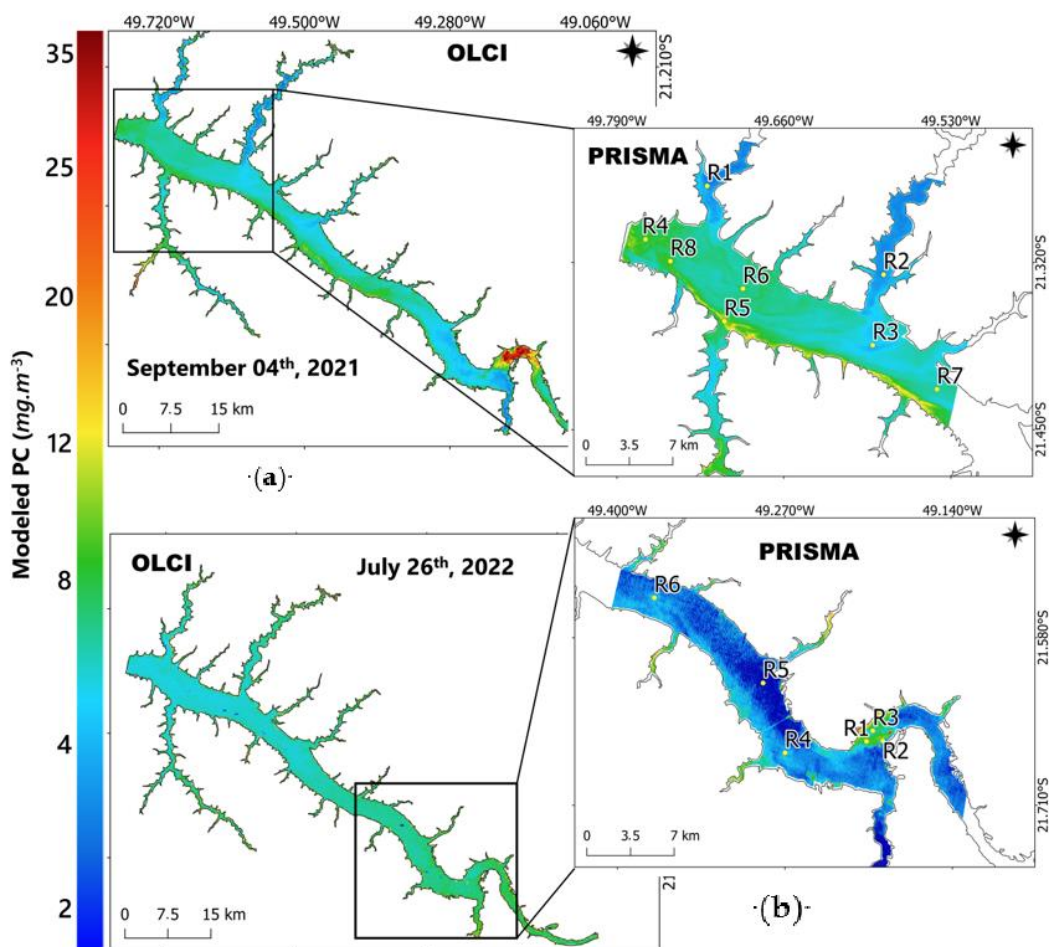 49.720°W 49.500°W 49.280°W 49.060°W
35
25
20
12
8
4
2
Modeled PC (mg.m-3)
OLCI
21.210°S
September 04th, 2021
0 7.5 15 km
(a)
49.790°W 49.660°W 49.530°W
PRISMA
R1
R4
R8
R2
R6
R5
R3
R7
21.320°S
21.450°S
0 3.5 7 km
OLCI
July 26th, 2022
0 7.5 15 km
21
49.400°W 49.270°W 49.140°W
PRISMA
R6
R5
R3
R1
R2
R4
21.580°S
21.710°S
0 3.5 7 km
(b)